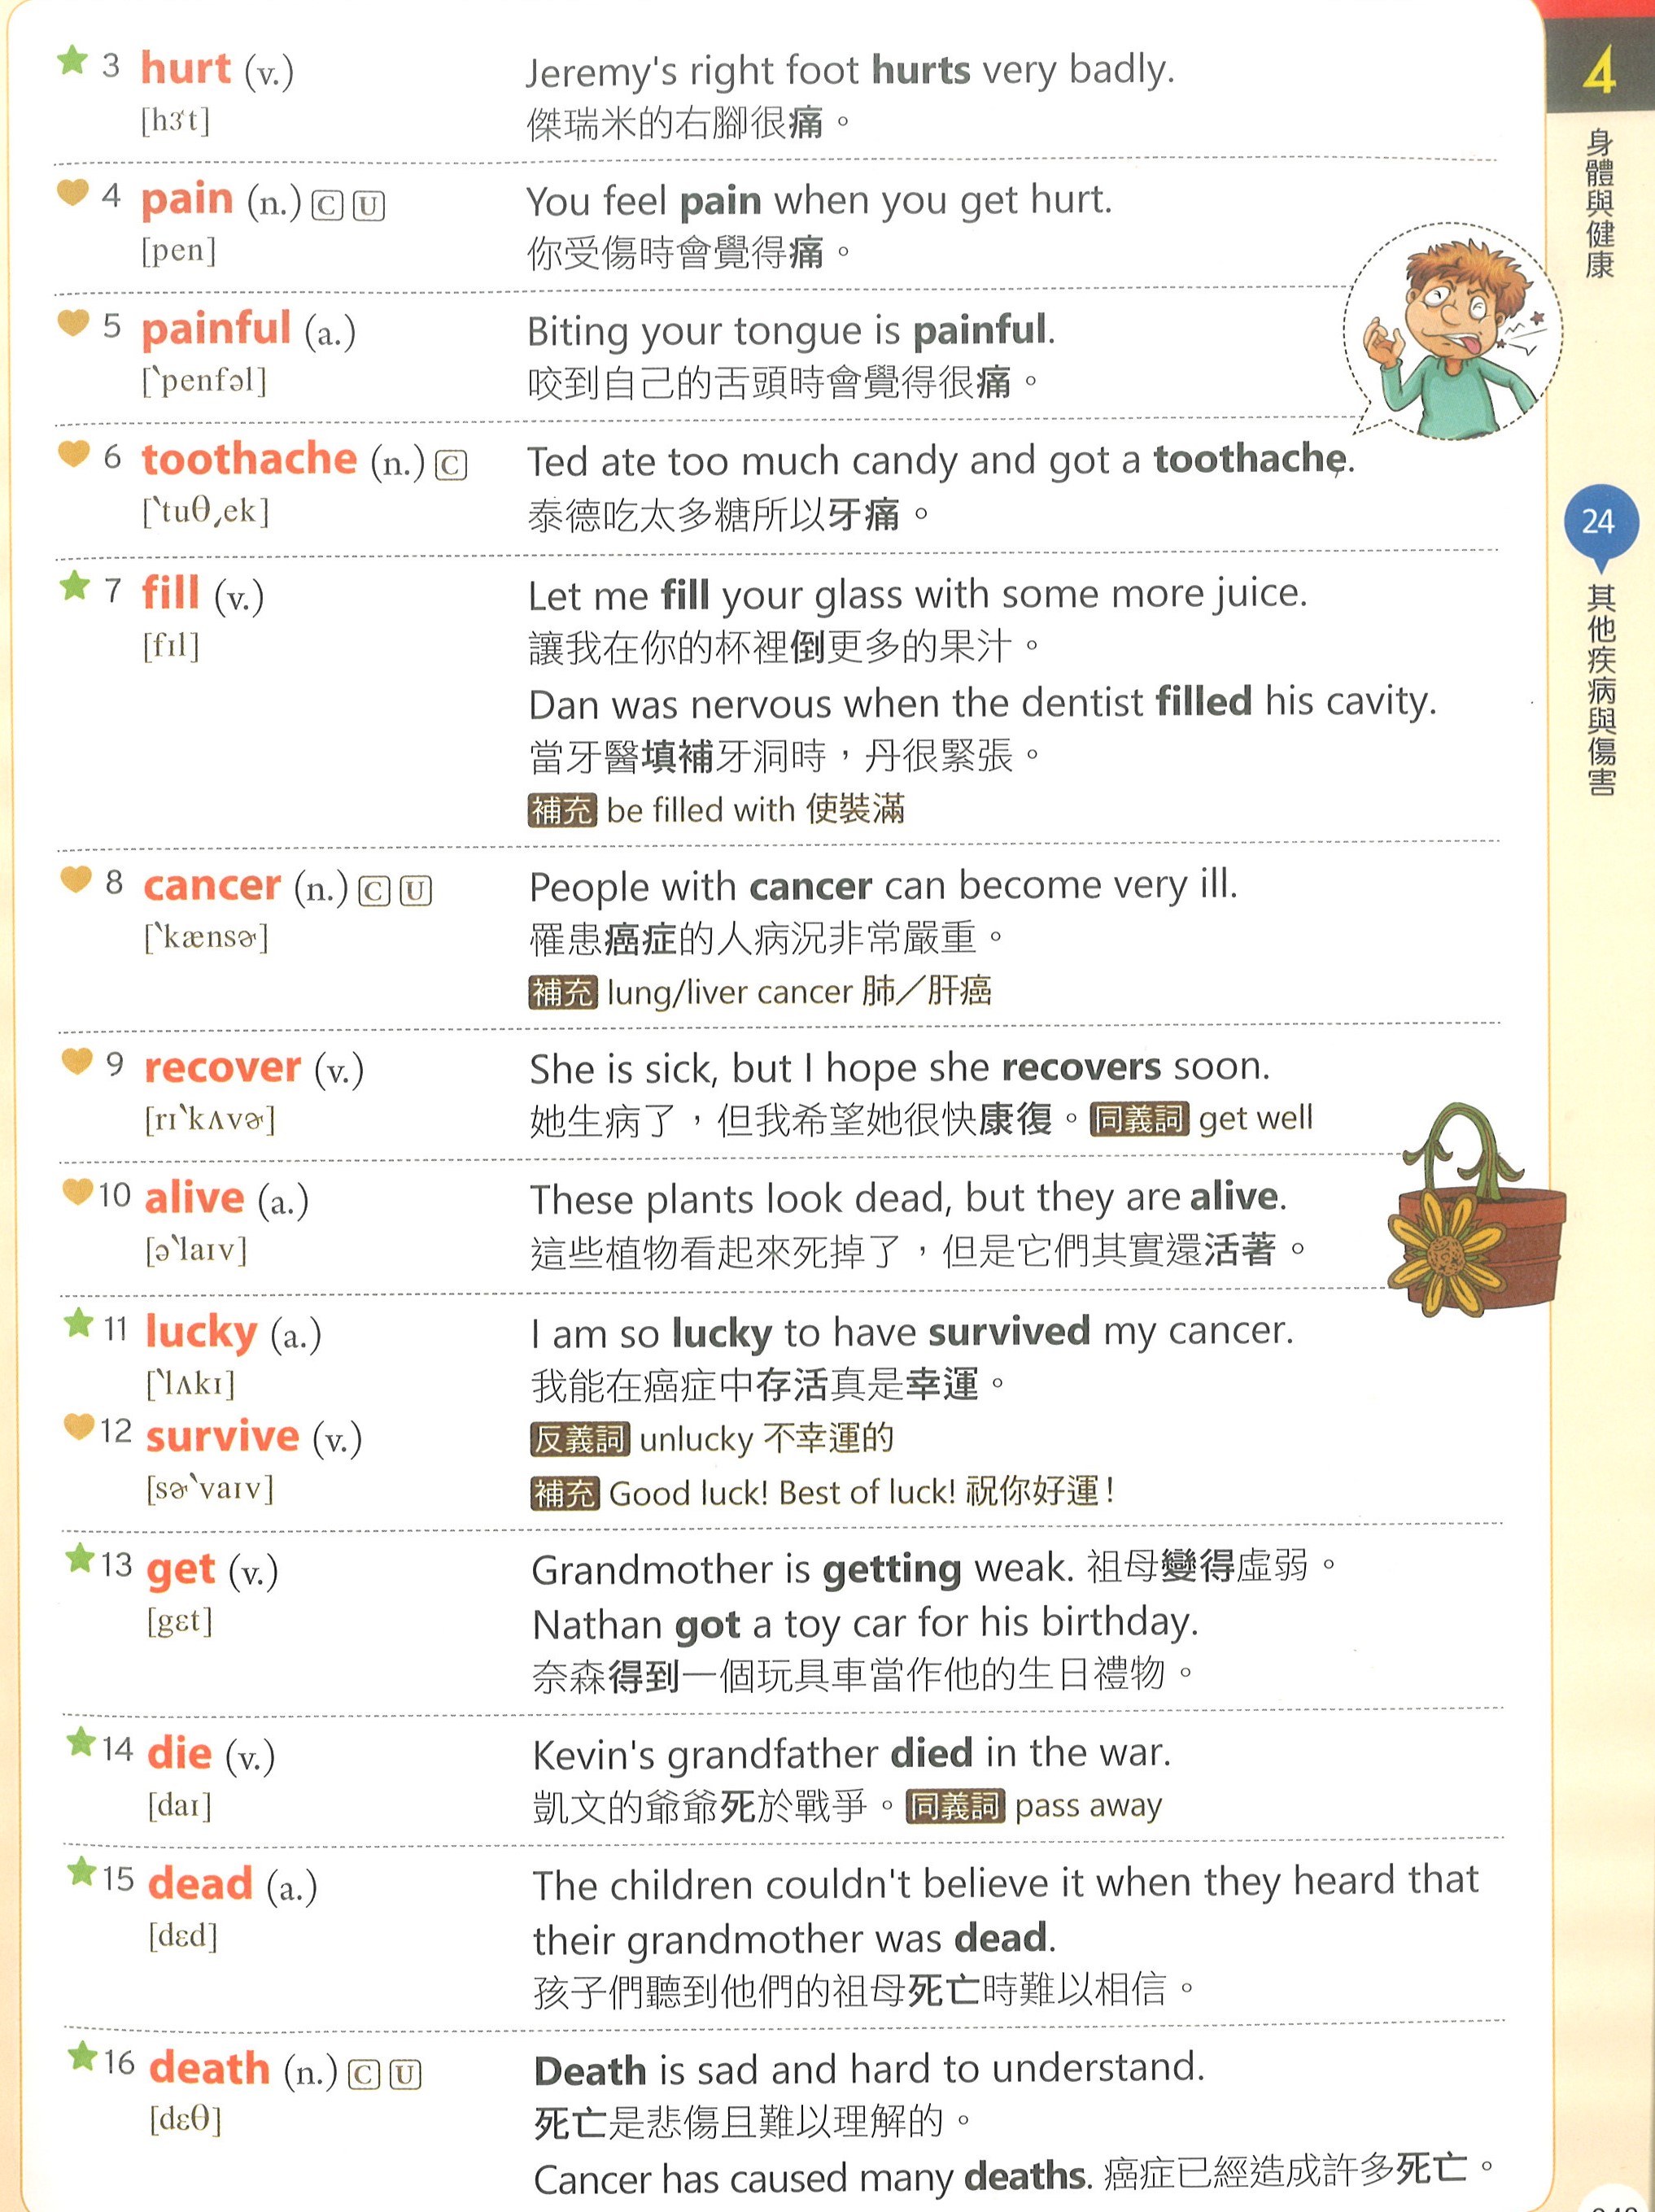 3 hurt (v.)
[hɝt]
Jeremy's right foot hurts very badly.
傑瑞米的右腳很痛。
4 pain (n.) C U
[pen]
You feel pain when you get hurt.
你受傷時會覺得痛。
5 painful (a.)
[ˋpenfəl]
Biting your tongue is painful.
咬到自己的舌頭時會覺得很痛。
6 toothache (n.) C
[ˋtuθˏek]
Ted ate too much candy and got a toothache.
泰德吃太多糖所以牙痛。
7 fill (v.)
[fɪl]
Let me fill your glass with some more juice.
讓我在你的杯裡倒更多的果汁。
Dan was nervous when the dentist filled his cavity.
當牙醫填補牙洞時，丹很緊張。
補充 be filled with 使裝滿
8 cancer (n.) C U
[ˋkænsɚ]
People with cancer can become very ill.
罹患癌症的人病況非常嚴重。
補充 lung/liver cancer 肺／肝癌
9 recover (v.)
[rɪˋkʌvɚ]
She is sick, but I hope she recovers soon.
她生病了，但我希望她很快康復。同義詞 get well
10 alive (a.)
[əˋlaɪv]
These plants look dead, but they are alive.
這些植物看起來死掉了，但是它們其實還活著。
11 lucky (a.)
[ˋlʌkɪ]
12 survive (v.)
[sɚˋvaɪv]
I am so lucky to have survived my cancer.
我能在癌症中存活真是幸運。
反義詞 unlucky 不幸運的
補充 Good luck! Best of luck! 祝你好運！
13 get (v.)
[gɛt]
Grandmother is getting weak. 祖母變得虛弱。
Nathan got a toy car for his birthday.
奈森得到一個玩具車當作他的生日禮物。
14 die (v.)
[daɪ]
Kevin's grandfather died in the war.
凱文的爺爺死於戰爭。同義詞 pass away
15 dead (a.)
[dɛd]
The children couldn't believe it when they heard that
their grandmother was dead.
孩子們聽到他們的祖母死亡時難以相信。
16 death (n.) C U
[dɛθ]
Death is sad and hard to understand.
死亡是悲傷且難以理解的。
Cancer has caused many deaths. 癌症已經造成許多死亡。
4
身體與健康
24
其他疾病與傷害